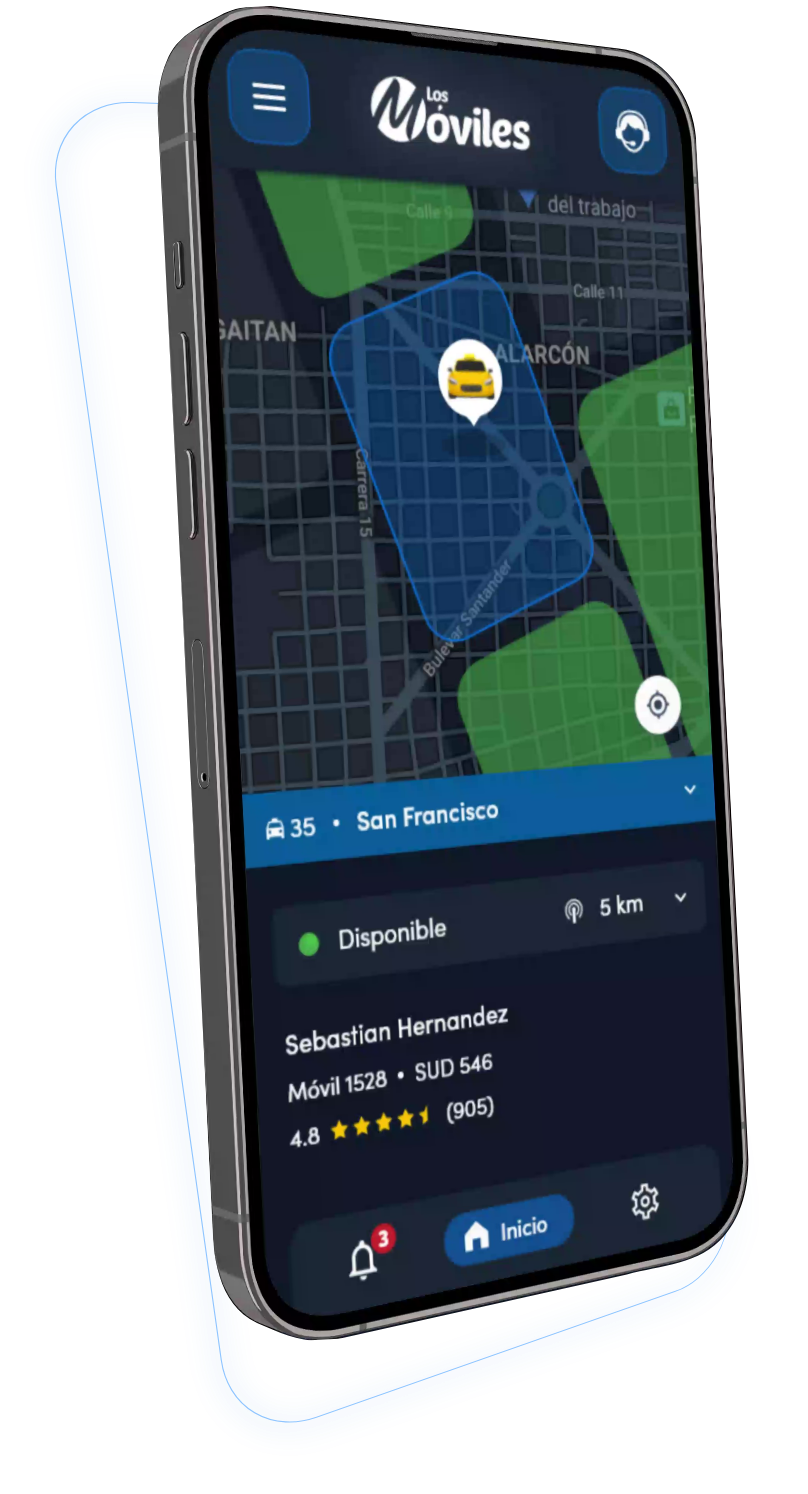 Los
Móviles
Calle 9
del trabajo
Calle 11
GAITAN
ALARCÓN
Carrera 15
Bulevar Santander
35 • San Francisco
Disponible
5 km
Sebastian Hernandez
Móvil 1528 • SUD 546
4.8 (905)
3
Inicio